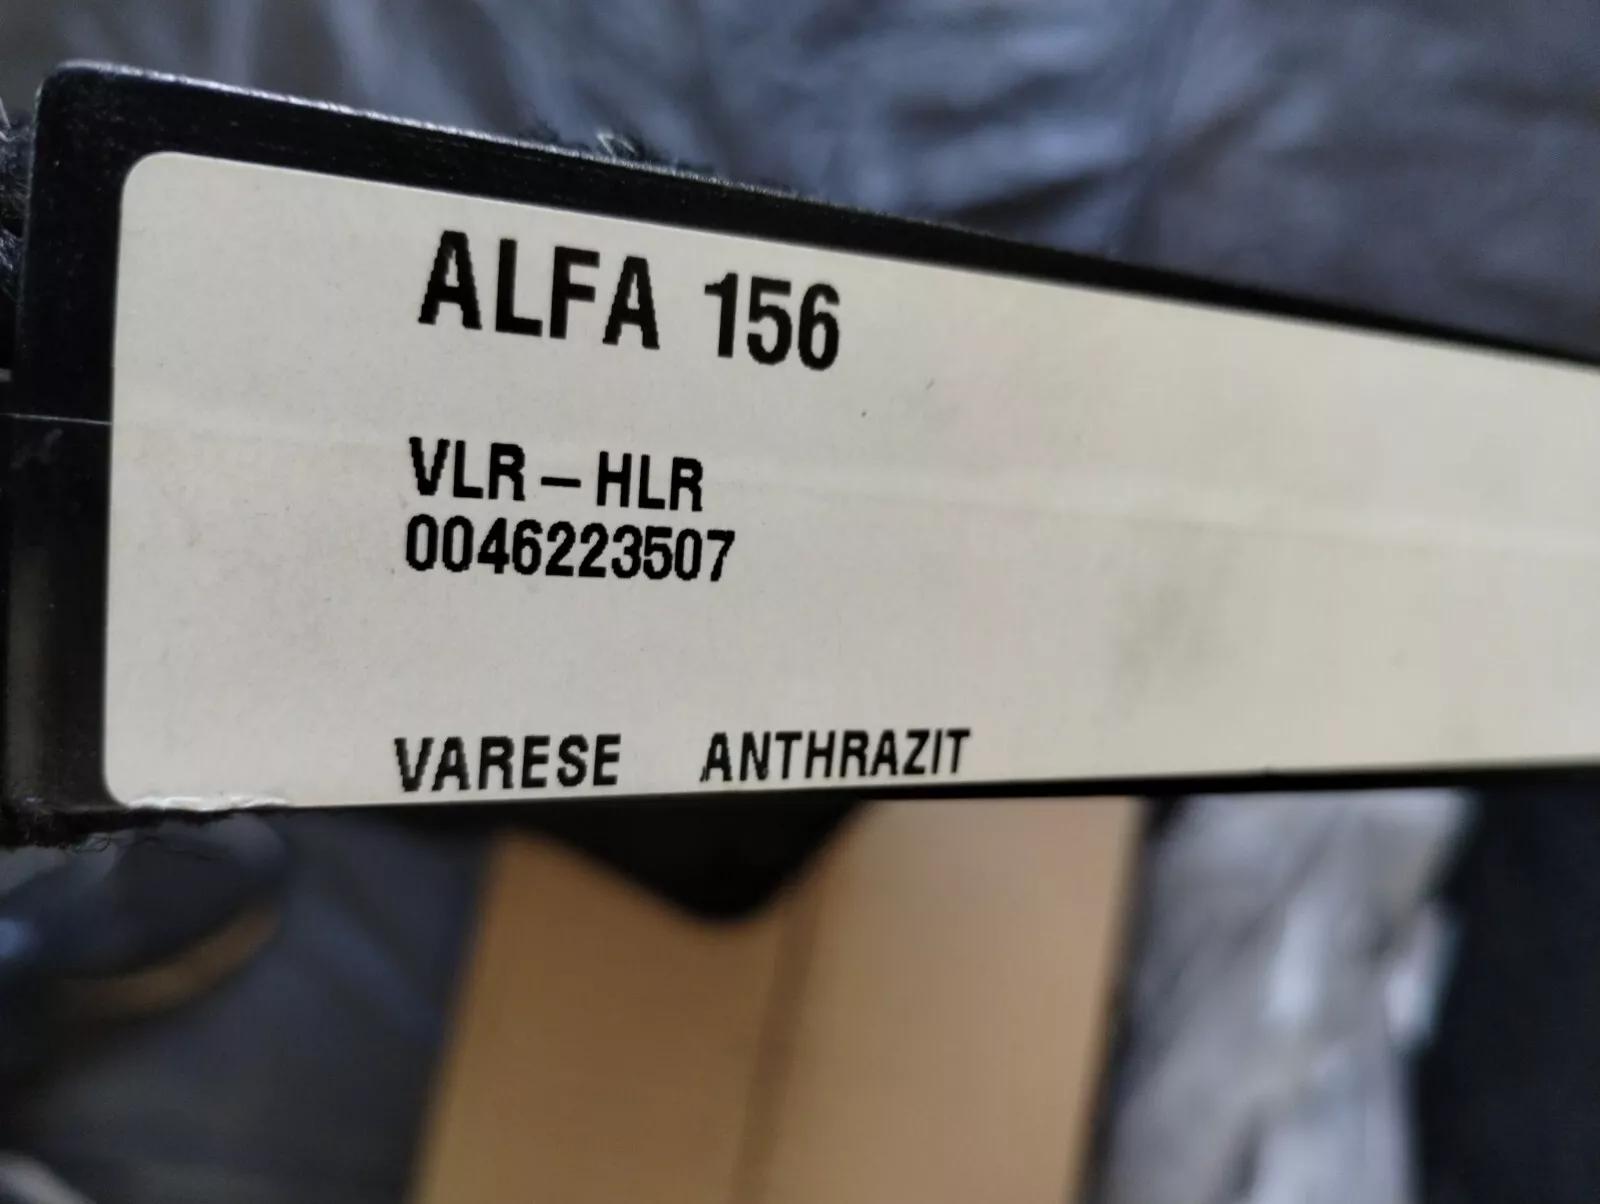 ALFA 156
VLR – HLR
0046223507
VARESE ANTHRAZIT